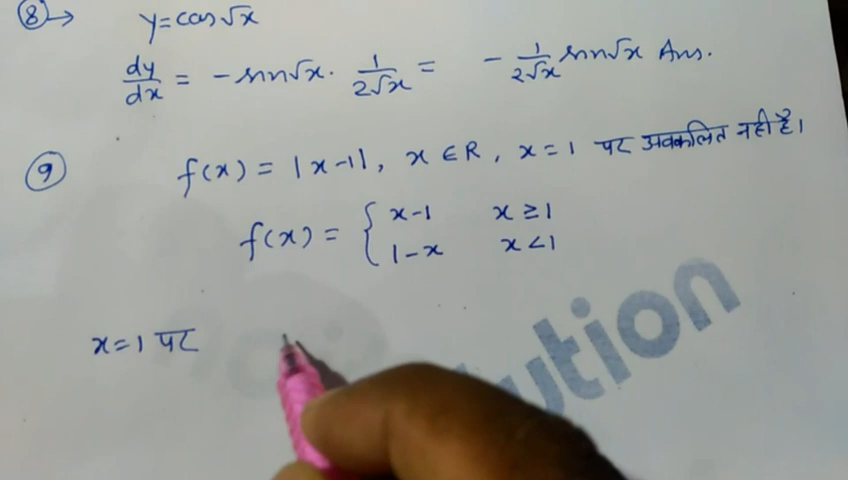 ⑧→ y = cos√x
dy/dx = - sin√x · 1/2√x = - 1/2√x sin√x Ans.
⑨ f(x) = |x-1|, x ∈ R, x = 1 पर अवकलित नही है।
f(x) = { x-1 x ≥ 1
1-x x < 1
x = 1 पर
ution